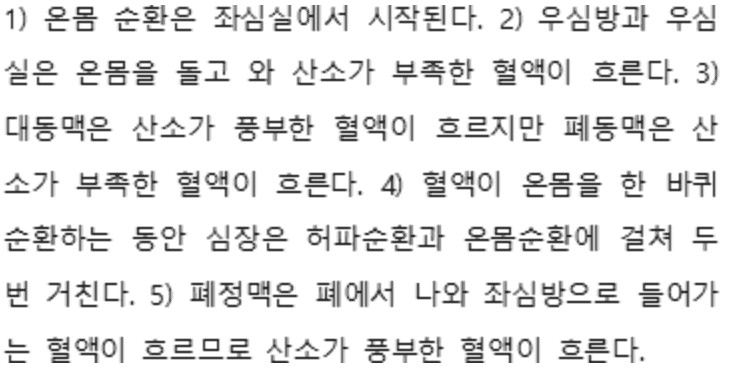 1) 온몸 순환은 좌심실에서 시작된다. 2) 우심방과 우심
실은 온몸을 돌고 와 산소가 부족한 혈액이 흐른다. 3)
대동맥은 산소가 풍부한 혈액이 흐르지만 폐동맥은 산
소가 부족한 혈액이 흐른다. 4) 혈액이 온몸을 한 바퀴
순환하는 동안 심장은 허파순환과 온몸순환에 걸쳐 두
번 거친다. 5) 폐정맥은 폐에서 나와 좌심방으로 들어가
는 혈액이 흐르므로 산소가 풍부한 혈액이 흐른다.